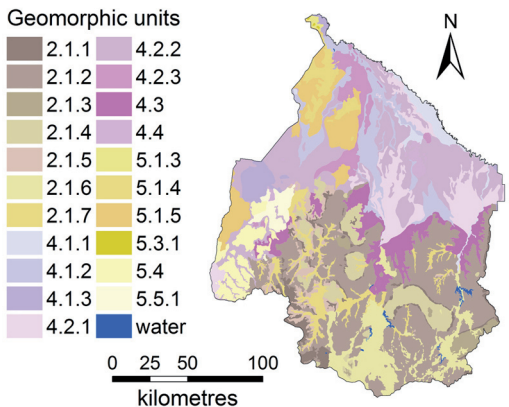 Geomorphic units
2.1.1 4.2.2
2.1.2 4.2.3
2.1.3 4.3
2.1.4 4.4
2.1.5 5.1.3
2.1.6 5.1.4
2.1.7 5.1.5
4.1.1 5.3.1
4.1.2 5.4
4.1.3 5.5.1
4.2.1 water
N
0 25 50 100
kilometres